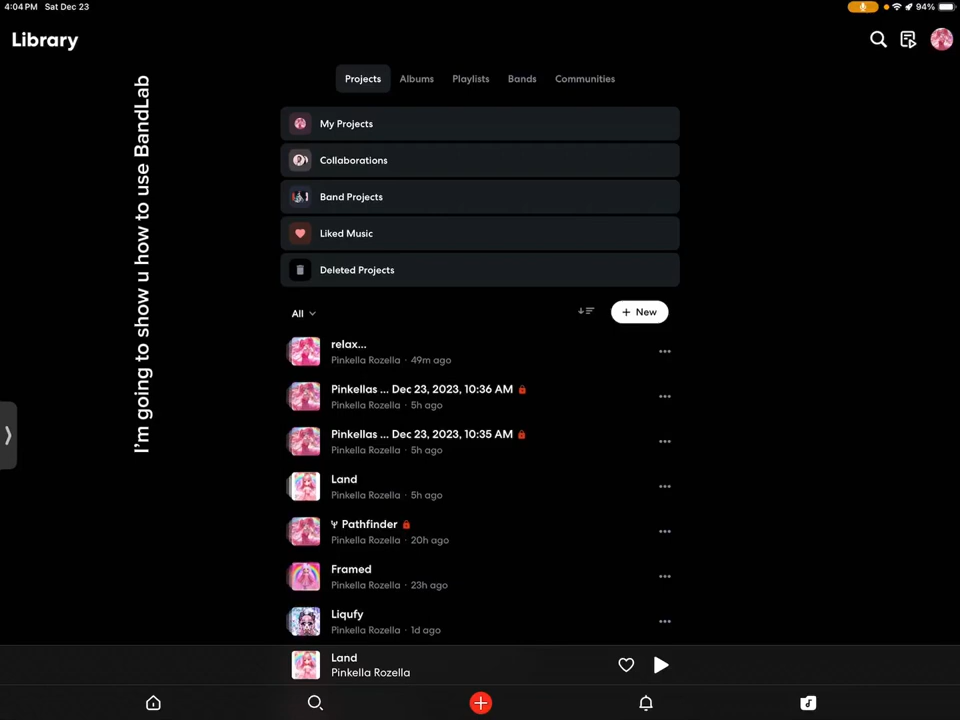 4:04 PM Sat Dec 23
94%
Library
I'm going to show u how to use BandLab
Projects Albums Playlists Bands Communities
My Projects
Collaborations
Band Projects
Liked Music
Deleted Projects
All
+ New
relax...
Pinkella Rozella · 49m ago
Pinkellas ... Dec 23, 2023, 10:36 AM
Pinkella Rozella · 5h ago
Pinkellas ... Dec 23, 2023, 10:35 AM
Pinkella Rozella · 5h ago
Land
Pinkella Rozella · 5h ago
Pathfinder
Pinkella Rozella · 20h ago
Framed
Pinkella Rozella · 23h ago
Liqufy
Pinkella Rozella · 1d ago
Land
Pinkella Rozella